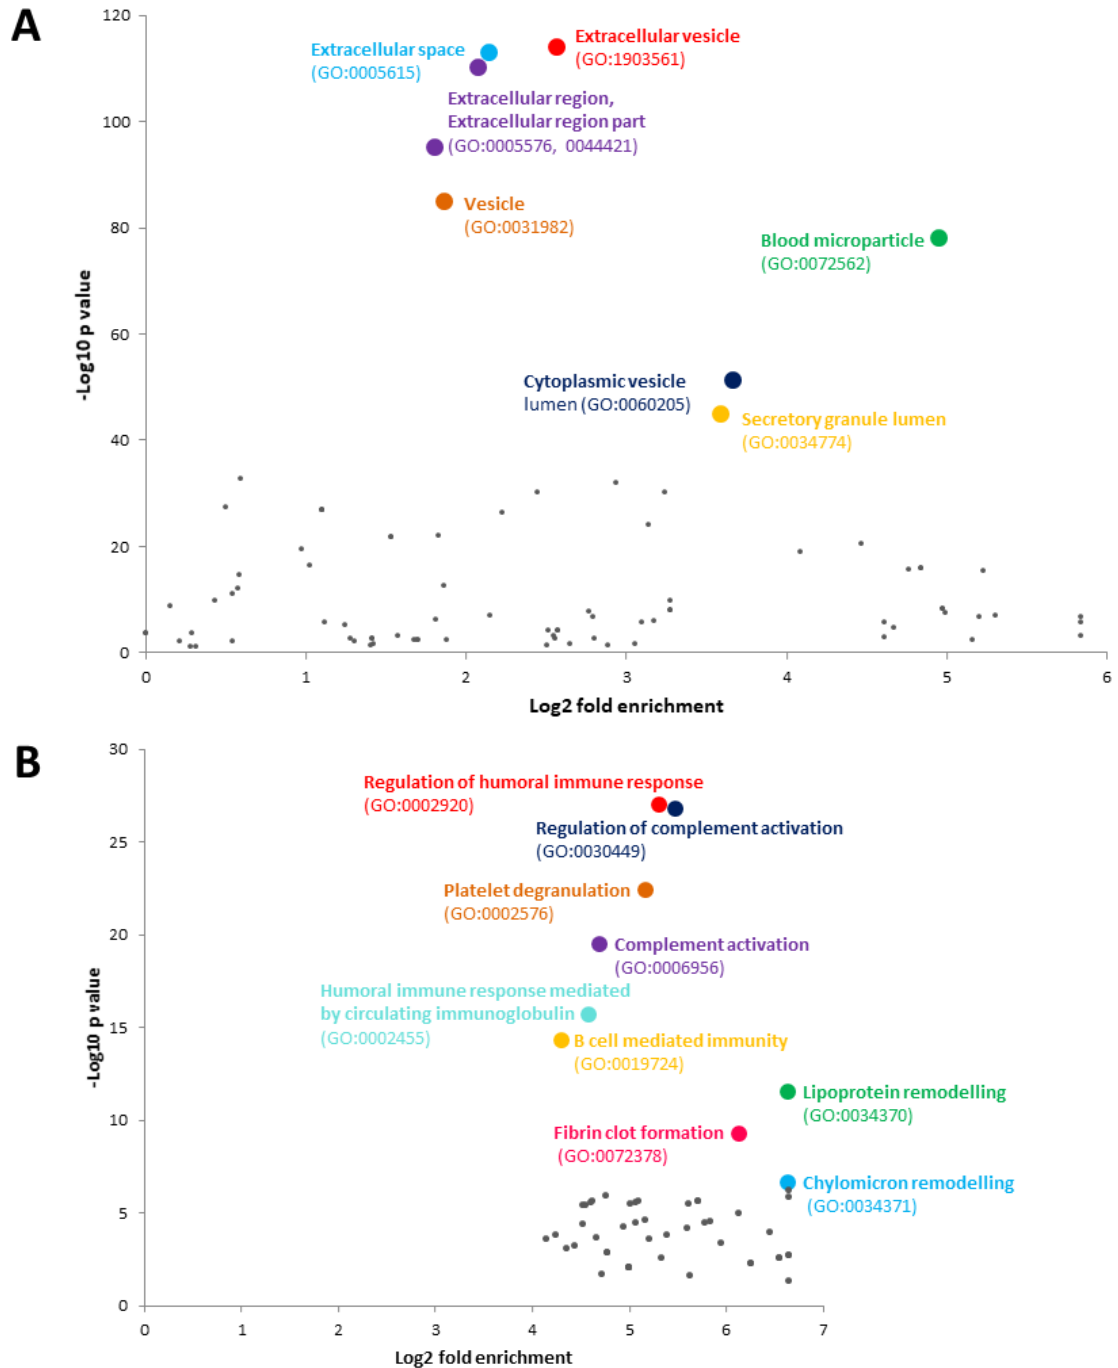 A
120
100
80
60
40
20
0
-Log10 p value
Extracellular space
(GO:0005615)
Extracellular vesicle
(GO:1903561)
Extracellular region,
Extracellular region part
(GO:0005576, 0044421)
Vesicle
(GO:0031982)
Blood microparticle
(GO:0072562)
Cytoplasmic vesicle
lumen (GO:0060205)
Secretory granule lumen
(GO:0034774)
0 1 2 3 4 5 6
Log2 fold enrichment
B
30
25
20
15
10
5
0
-Log10 p value
Regulation of humoral immune response
(GO:0002920)
Regulation of complement activation
(GO:0030449)
Platelet degranulation
(GO:0002576)
Complement activation
(GO:0006956)
Humoral immune response mediated
by circulating immunoglobulin
(GO:0002455)
B cell mediated immunity
(GO:0019724)
Lipoprotein remodelling
(GO:0034370)
Fibrin clot formation
(GO:0072378)
Chylomicron remodelling
(GO:0034371)
0 1 2 3 4 5 6 7
Log2 fold enrichment